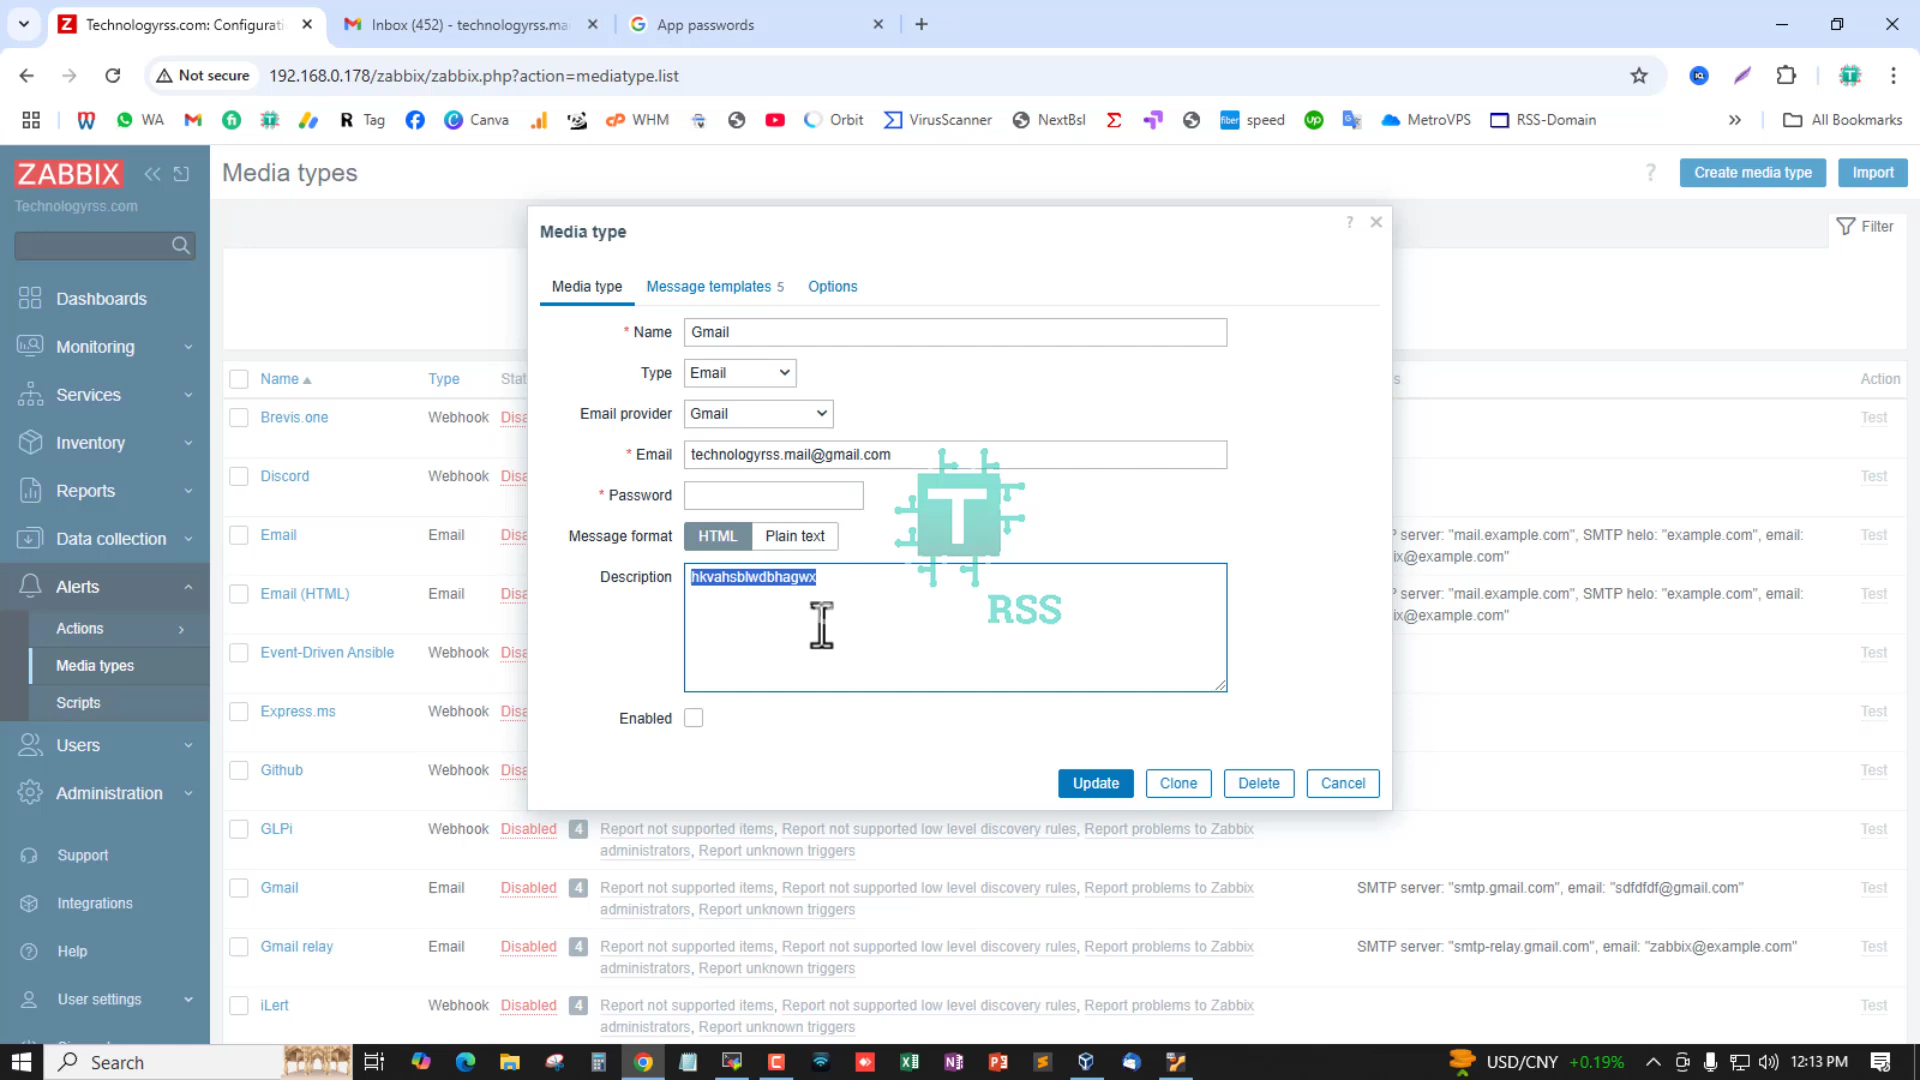 Technologyrss.com: Configurati
Inbox (452) - technologyrss.ma
App passwords
Not secure
192.168.0.178/zabbix/zabbix.php?action=mediatype.list
WA
Tag
Canva
WHM
Orbit
VirusScanner
NextBsl
fiber
speed
up
MetroVPS
RSS-Domain
All Bookmarks
ZABBIX
Technologyrss.com
Dashboards
Monitoring
Services
Inventory
Reports
Data collection
Alerts
Actions
Media types
Scripts
Users
Administration
Support
Integrations
Help
User settings
Media types
?
Create media type
Import
Filter
Media type
?
Media type
Message templates 5
Options
* Name
Gmail
Type
Email
Email provider
Gmail
* Email
technologyrss.mail@gmail.com
* Password
Message format
HTML
Plain text
Description
hkvahsblwdbhagwx
T
RSS
Enabled
Update
Clone
Delete
Cancel
Name
Type
Stat
s
Action
Brevis.one
Webhook
Disa
Test
Discord
Webhook
Disa
Test
Email
Email
Disa
P server: "mail.example.com", SMTP helo: "example.com", email:
ix@example.com"
Test
Email (HTML)
Email
Disa
P server: "mail.example.com", SMTP helo: "example.com", email:
ix@example.com"
Test
Event-Driven Ansible
Webhook
Disa
Test
Express.ms
Webhook
Disa
Test
Github
Webhook
Disa
Test
GLPi
Webhook
Disabled
4
Report not supported items, Report not supported low level discovery rules, Report problems to Zabbix
administrators, Report unknown triggers
Test
Gmail
Email
Disabled
4
Report not supported items, Report not supported low level discovery rules, Report problems to Zabbix
administrators, Report unknown triggers
SMTP server: "smtp.gmail.com", email: "sdfdfdf@gmail.com"
Test
Gmail relay
Email
Disabled
4
Report not supported items, Report not supported low level discovery rules, Report problems to Zabbix
administrators, Report unknown triggers
SMTP server: "smtp-relay.gmail.com", email: "zabbix@example.com"
Test
iLert
Webhook
Disabled
4
Report not supported items, Report not supported low level discovery rules, Report problems to Zabbix
administrators, Report unknown triggers
Test
Search
USD/CNY
+0.19%
12:13 PM